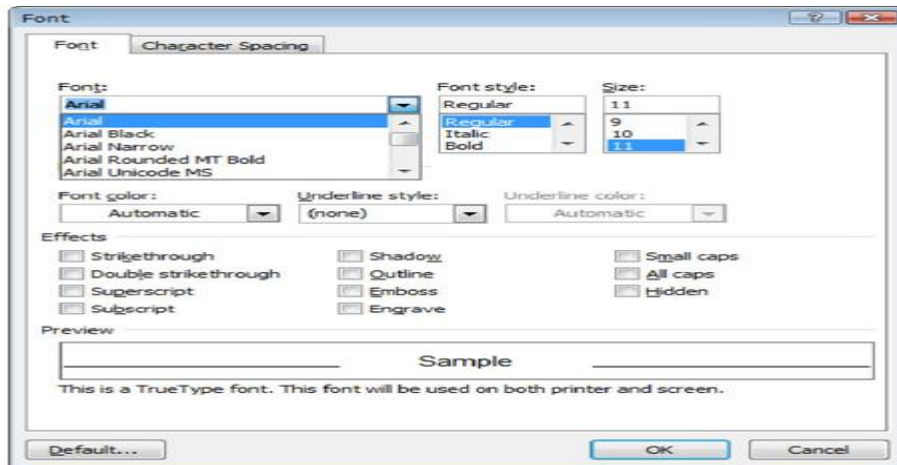 Font
Font Character Spacing
Font: Font style: Size:
Arial Regular 11
Arial Regular 9
Arial Black Italic 10
Arial Narrow Bold 11
Arial Rounded MT Bold
Arial Unicode MS
Font color: Underline style: Underline color:
Automatic (none) Automatic
Effects
Strikethrough Shadow Small caps
Double strikethrough Outline All caps
Superscript Emboss Hidden
Subscript Engrave
Preview
Sample
This is a TrueType font. This font will be used on both printer and screen.
Default... OK Cancel